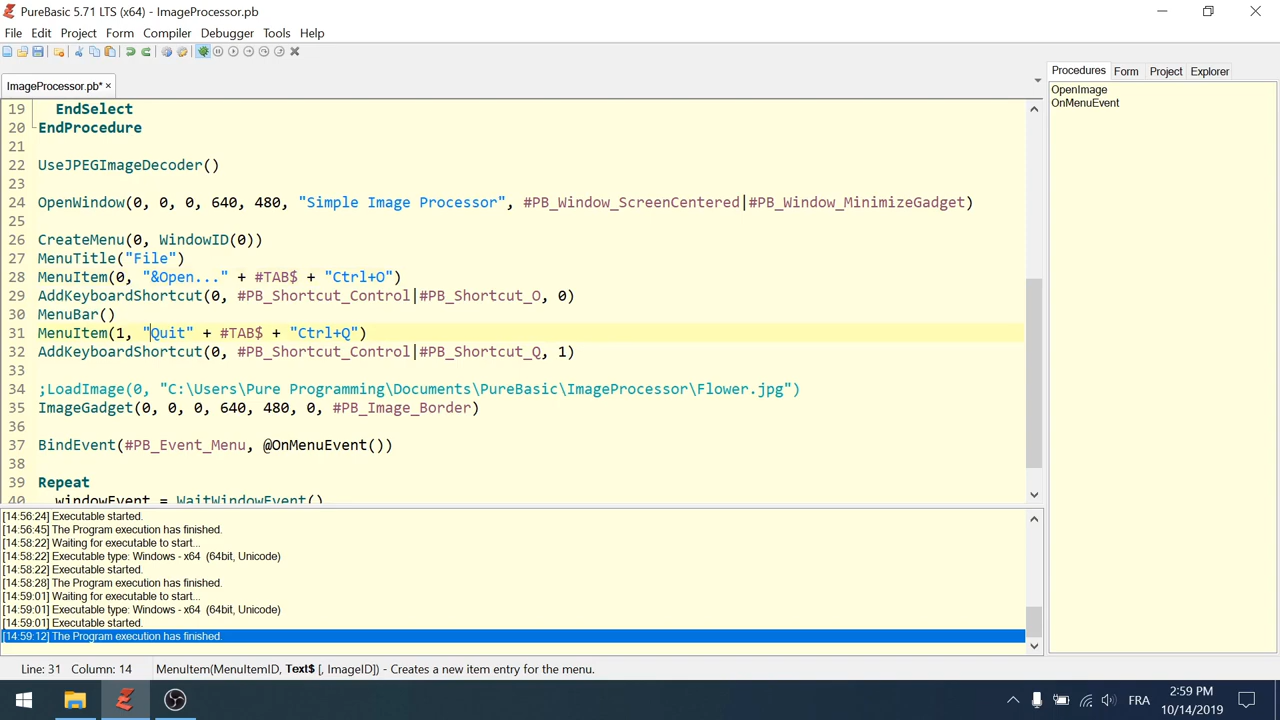 PureBasic 5.71 LTS (x64) - ImageProcessor.pb
File Edit Project Form Compiler Debugger Tools Help
ImageProcessor.pb* ×
Procedures Form Project Explorer
OpenImage
OnMenuEvent
19 EndSelect
20 EndProcedure
21
22 UseJPEGImageDecoder()
23
24 OpenWindow(0, 0, 0, 640, 480, "Simple Image Processor", #PB_Window_ScreenCentered|#PB_Window_MinimizeGadget)
25
26 CreateMenu(0, WindowID(0))
27 MenuTitle("File")
28 MenuItem(0, "&Open..." + #TAB$ + "Ctrl+O")
29 AddKeyboardShortcut(0, #PB_Shortcut_Control|#PB_Shortcut_O, 0)
30 MenuBar()
31 MenuItem(1, "Quit" + #TAB$ + "Ctrl+Q")
32 AddKeyboardShortcut(0, #PB_Shortcut_Control|#PB_Shortcut_Q, 1)
33
34 ;LoadImage(0, "C:\Users\Pure Programming\Documents\PureBasic\ImageProcessor\Flower.jpg")
35 ImageGadget(0, 0, 0, 640, 480, 0, #PB_Image_Border)
36
37 BindEvent(#PB_Event_Menu, @OnMenuEvent())
38
39 Repeat
40 windowEvent = WaitWindowEvent()
[14:56:24] Executable started.
[14:56:45] The Program execution has finished.
[14:58:22] Waiting for executable to start...
[14:58:22] Executable type: Windows - x64 (64bit, Unicode)
[14:58:22] Executable started.
[14:58:28] The Program execution has finished.
[14:59:01] Waiting for executable to start...
[14:59:01] Executable type: Windows - x64 (64bit, Unicode)
[14:59:01] Executable started.
[14:59:12] The Program execution has finished.
Line: 31 Column: 14 MenuItem(MenuItemID, Text$ [, ImageID]) - Creates a new item entry for the menu.
FRA
2:59 PM
10/14/2019